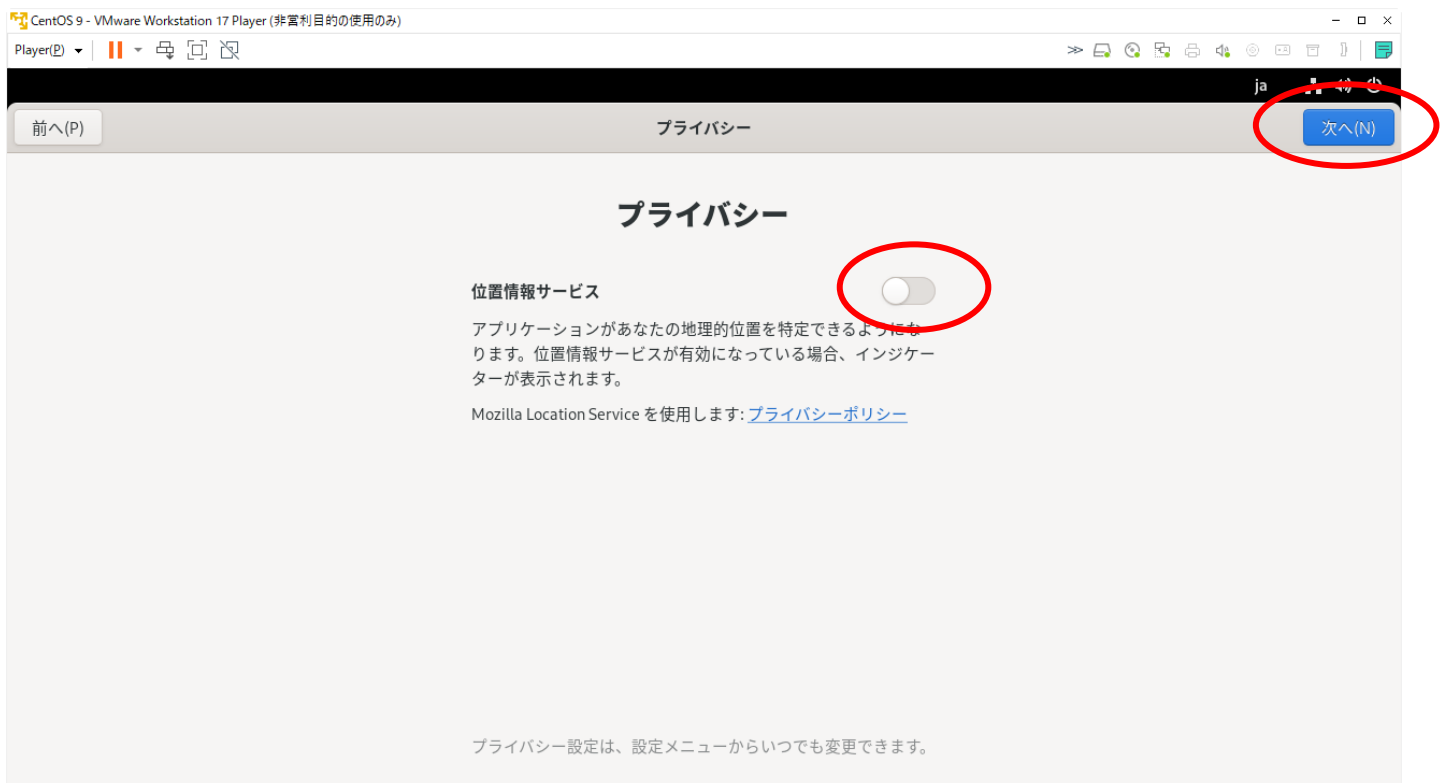 CentOS 9 - VMware Workstation 17 Player (非営利目的の使用のみ)
Player(P)
ja
前へ(P)
プライバシー
次へ(N)
プライバシー
位置情報サービス
アプリケーションがあなたの地理的位置を特定できるようにな
ります。位置情報サービスが有効になっている場合、インジケー
ターが表示されます。
Mozilla Location Service を使用します: プライバシーポリシー
プライバシー設定は、設定メニューからいつでも変更できます。